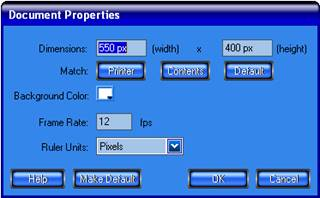 Document Properties
Dimensions: 550 px (width) x 400 px (height)
Match: Printer Contents Default
Background Color:
Frame Rate: 12 fps
Ruler Units: Pixels
Help Make Default OK Cancel